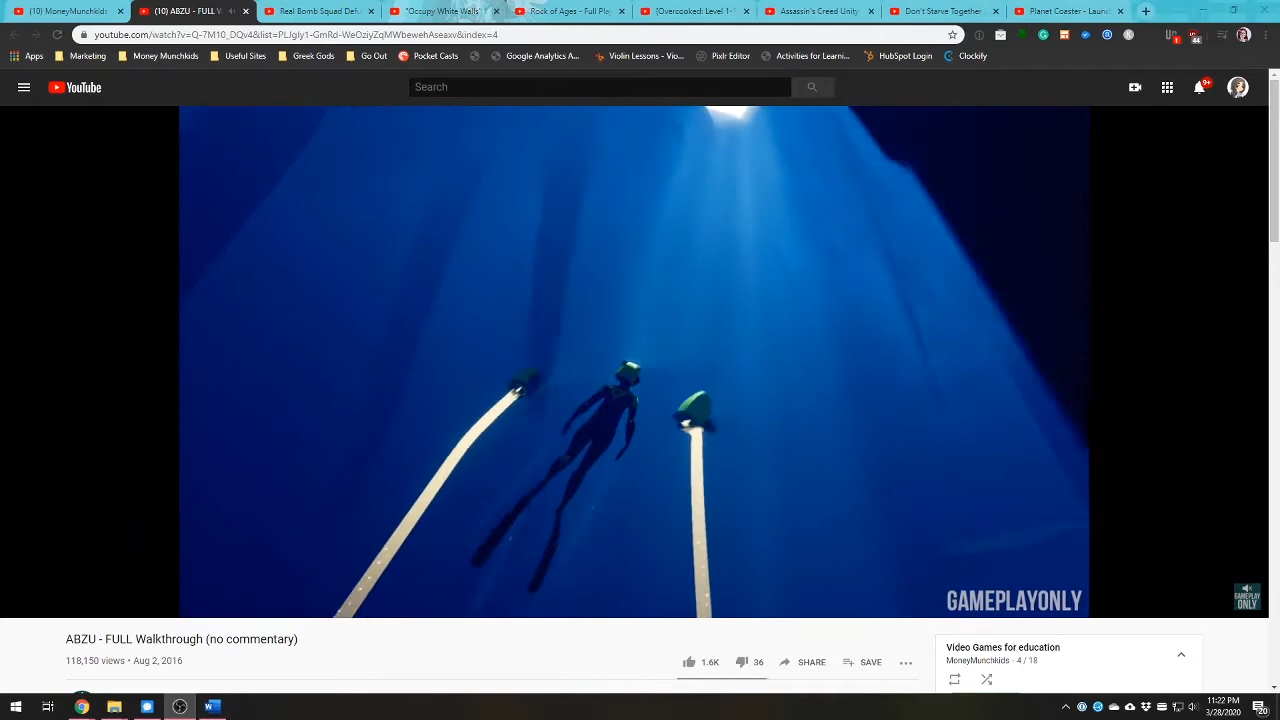 (10) MoneyMunchkids
(10) ABZU - FULL W
Real Bomb Squad Def
"Occupy White Walls
Rock of Ages - Full Play
[Overcooked: Level 1-
Assassin's Creed Identity
Don't Starve Together
Planet Coaster - Launc
youtube.com/watch?v=Q-7M10_DQv4&list=PLJgIy1-GmRd-WeOziyZqMWbewehAseaxv&index=4
Apps
Marketing
Money Munchkids
Useful Stuff
Greek Gods
Go Out
Pocket Casts
Google Analytics A...
Violin Lessons - Vio...
Pixlr Editor
Activities for Learni...
HubSpot Login
Clockify
YouTube
Search
9+
GAMEPLAYONLY
GAMEPLAY
ONLY
ABZU - FULL Walkthrough (no commentary)
118,150 views • Aug 2, 2016
1.6K
36
SHARE
SAVE
Video Games for education
MoneyMunchkids - 4 / 18
11:22 PM
3/28/2020
20